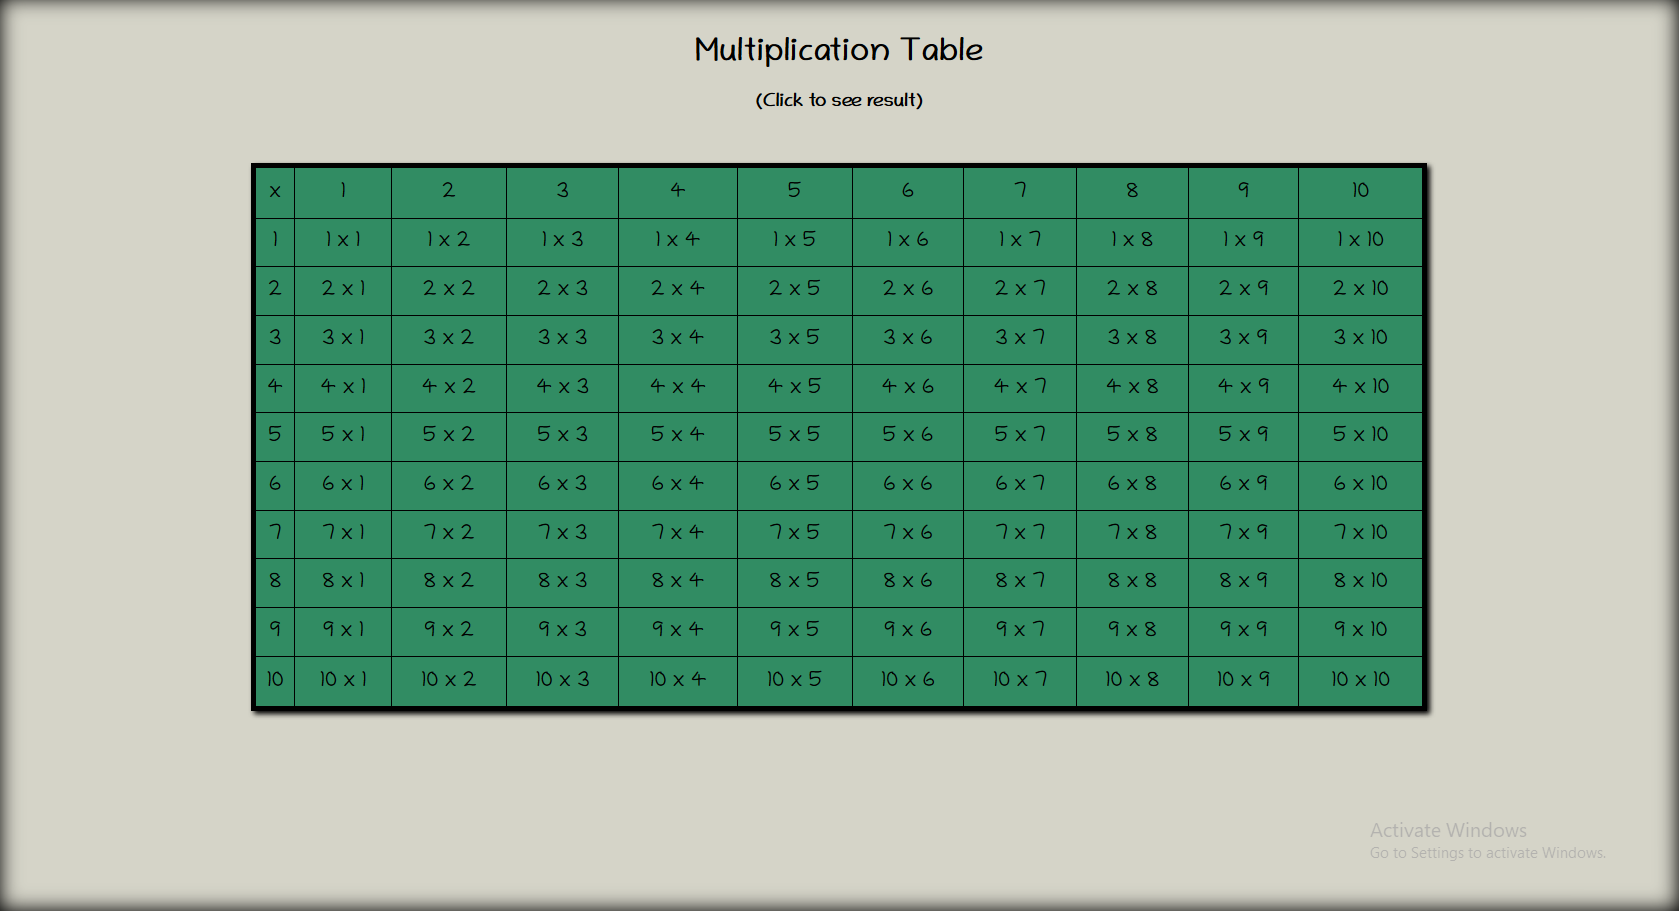 Multiplication Table
(Click to see result)
x 1 2 3 4 5 6 7 8 9 10
1 1 x 1 1 x 2 1 x 3 1 x 4 1 x 5 1 x 6 1 x 7 1 x 8 1 x 9 1 x 10
2 2 x 1 2 x 2 2 x 3 2 x 4 2 x 5 2 x 6 2 x 7 2 x 8 2 x 9 2 x 10
3 3 x 1 3 x 2 3 x 3 3 x 4 3 x 5 3 x 6 3 x 7 3 x 8 3 x 9 3 x 10
4 4 x 1 4 x 2 4 x 3 4 x 4 4 x 5 4 x 6 4 x 7 4 x 8 4 x 9 4 x 10
5 5 x 1 5 x 2 5 x 3 5 x 4 5 x 5 5 x 6 5 x 7 5 x 8 5 x 9 5 x 10
6 6 x 1 6 x 2 6 x 3 6 x 4 6 x 5 6 x 6 6 x 7 6 x 8 6 x 9 6 x 10
7 7 x 1 7 x 2 7 x 3 7 x 4 7 x 5 7 x 6 7 x 7 7 x 8 7 x 9 7 x 10
8 8 x 1 8 x 2 8 x 3 8 x 4 8 x 5 8 x 6 8 x 7 8 x 8 8 x 9 8 x 10
9 9 x 1 9 x 2 9 x 3 9 x 4 9 x 5 9 x 6 9 x 7 9 x 8 9 x 9 9 x 10
10 10 x 1 10 x 2 10 x 3 10 x 4 10 x 5 10 x 6 10 x 7 10 x 8 10 x 9 10 x 10
Activate Windows
Go to Settings to activate Windows.